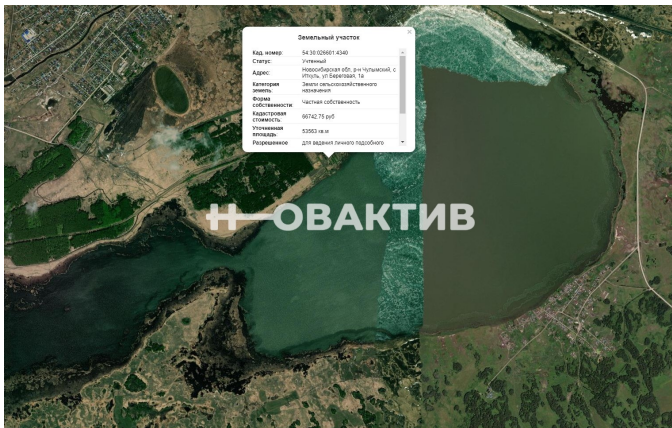 Земельный участок
Кад. номер: 54:30:026601:4340
Статус: Учтенный
Адрес: Новосибирская обл, р-н Чулымский, с
Иткуль, ул Береговая, 1а
Категория земель: Земли сельскохозяйственного
назначения
Форма собственности: Частная собственность
Кадастровая стоимость: 66742.75 руб
Уточненная площадь: 53563 кв.м
Разрешенное для ведения личного подсобного
Н-ОВАКТИВ